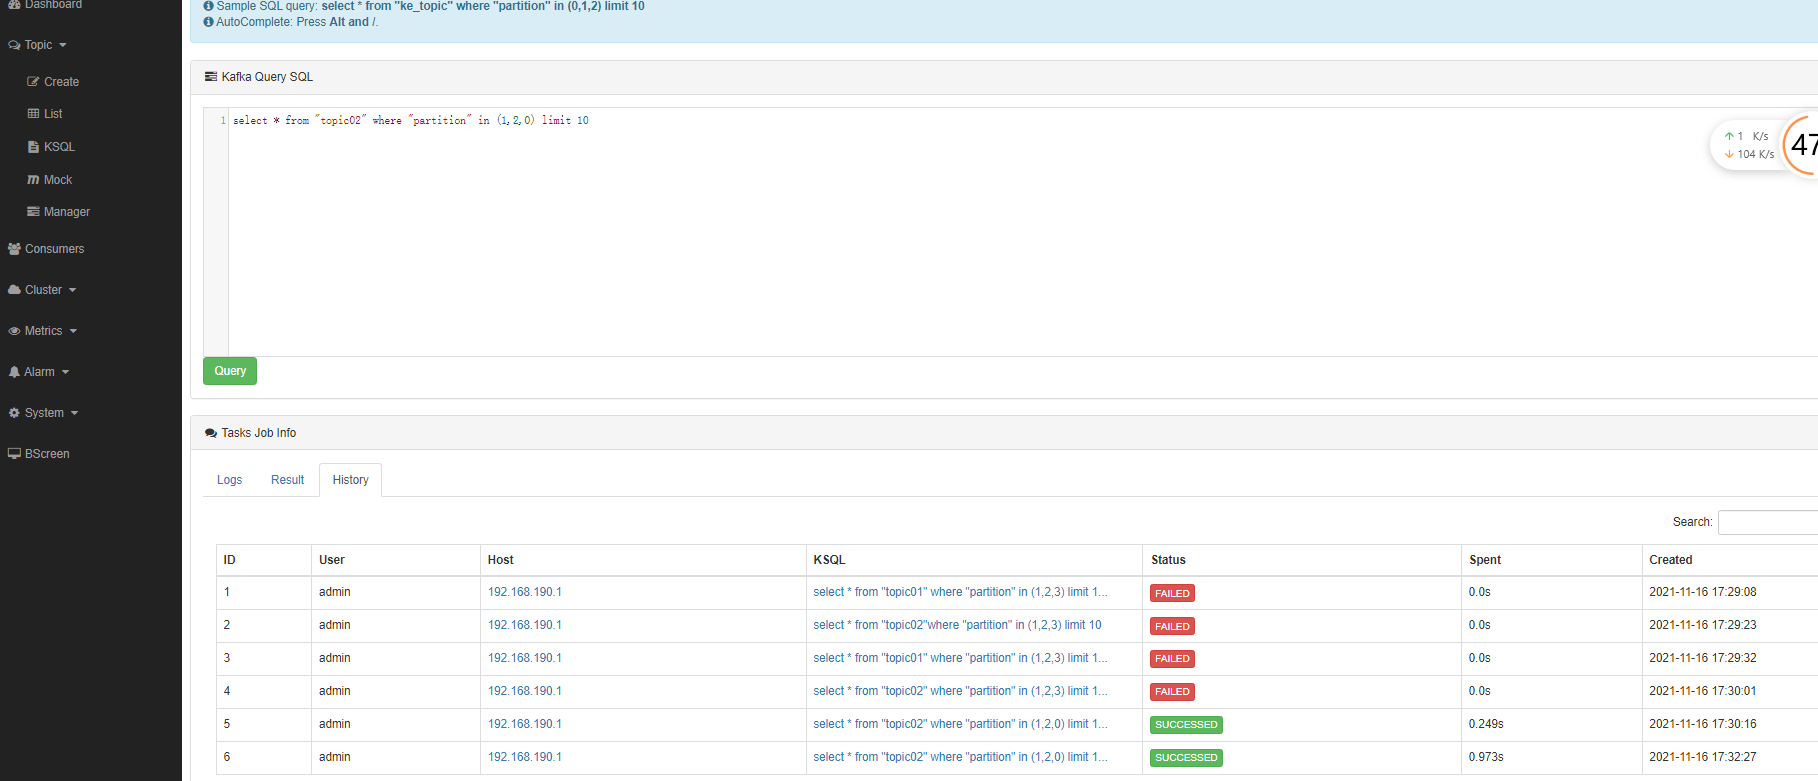 Dashboard
Topic
Create
List
KSQL
Mock
Manager
Consumers
Cluster
Metrics
Alarm
System
BScreen
Sample SQL query: select * from "ke_topic" where "partition" in (0,1,2) limit 10
AutoComplete: Press Alt and /.
Kafka Query SQL
1 select * from "topic02" where "partition" in (1,2,0) limit 10
1 K/s
104 K/s
47
Query
Tasks Job Info
Logs Result History
Search:
ID User Host KSQL Status Spent Created
1 admin 192.168.190.1 select * from "topic01" where "partition" in (1,2,3) limit 1... FAILED 0.0s 2021-11-16 17:29:08
2 admin 192.168.190.1 select * from "topic02"where "partition" in (1,2,3) limit 10 FAILED 0.0s 2021-11-16 17:29:23
3 admin 192.168.190.1 select * from "topic01" where "partition" in (1,2,3) limit 1... FAILED 0.0s 2021-11-16 17:29:32
4 admin 192.168.190.1 select * from "topic02" where "partition" in (1,2,3) limit 1... FAILED 0.0s 2021-11-16 17:30:01
5 admin 192.168.190.1 select * from "topic02" where "partition" in (1,2,0) limit 1... SUCCESSED 0.249s 2021-11-16 17:30:16
6 admin 192.168.190.1 select * from "topic02" where "partition" in (1,2,0) limit 1... SUCCESSED 0.973s 2021-11-16 17:32:27